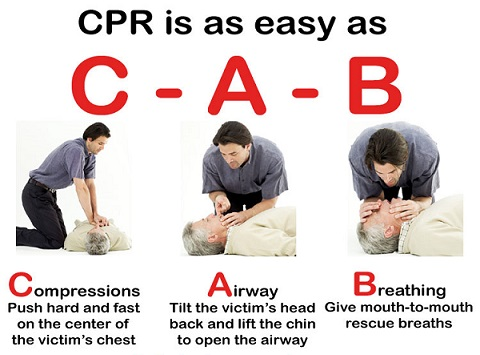 CPR is as easy as
C - A - B
Compressions
Push hard and fast
on the center of
the victim's chest
Airway
Tilt the victim's head
back and lift the chin
to open the airway
Breathing
Give mouth-to-mouth
rescue breaths